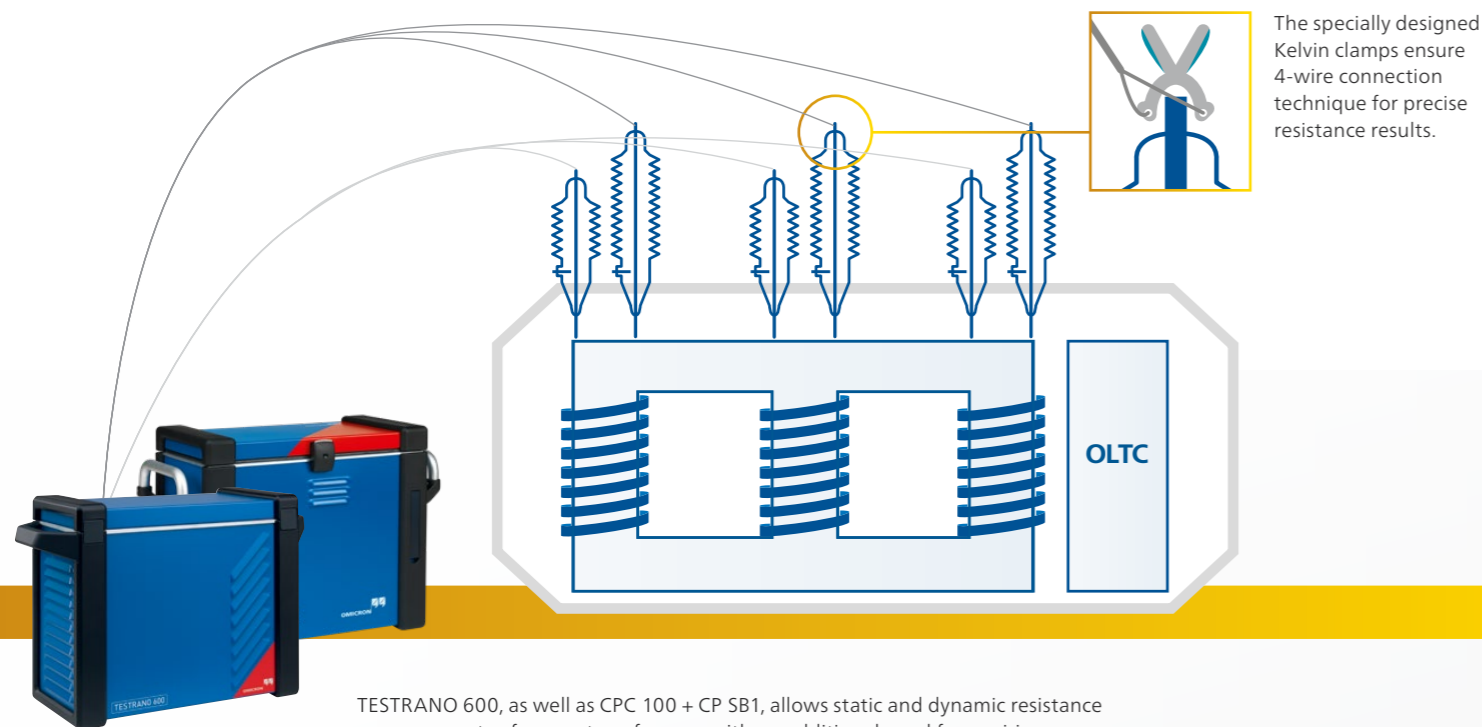 The specially designed
Kelvin clamps ensure
4-wire connection
technique for precise
resistance results.
OLTC
OMICRON
OMICRON
TESTRANO 600
TESTRANO 600, as well as CPC 100 + CP SB1, allows static and dynamic resistance